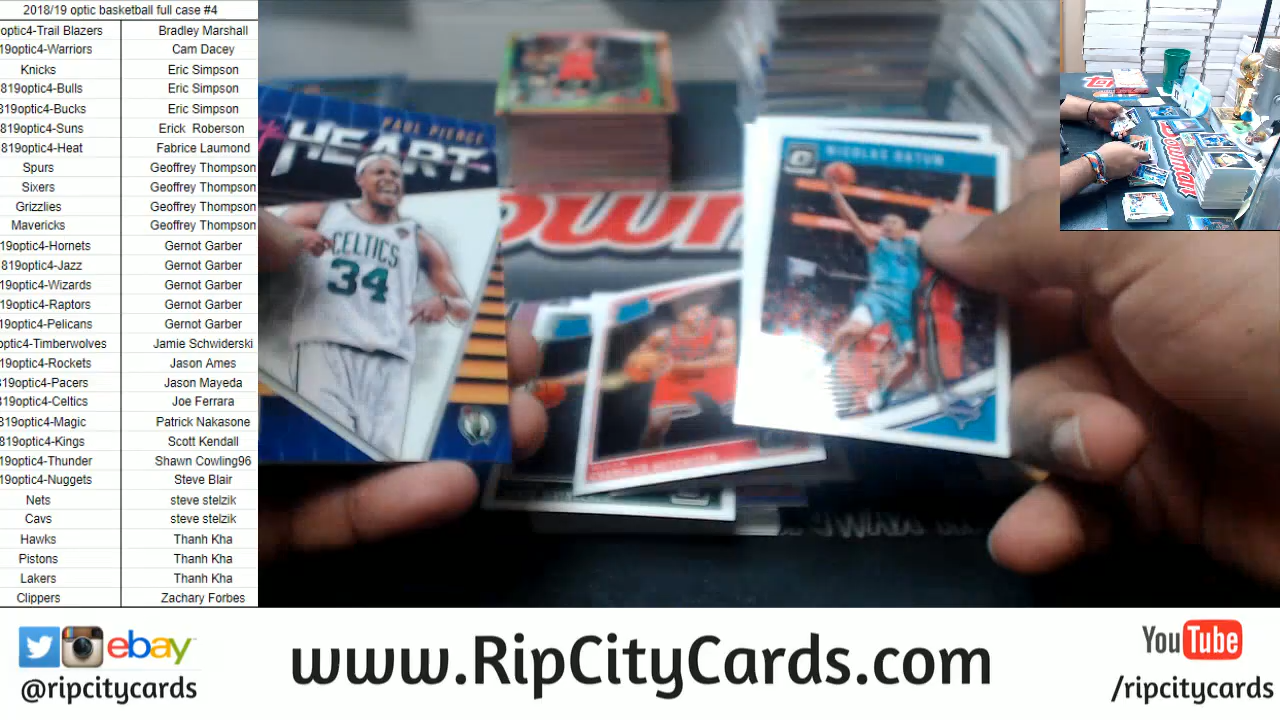 2018/19 optic basketball full case #4
optic4-Trail Blazers Bradley Marshall
19optic4-Warriors Cam Dacey
Knicks Eric Simpson
819optic4-Bulls Eric Simpson
819optic4-Bucks Eric Simpson
819optic4-Suns Erick Roberson
819optic4-Heat Fabrice Laumond
Spurs Geoffrey Thompson
Sixers Geoffrey Thompson
Grizzlies Geoffrey Thompson
Mavericks Geoffrey Thompson
19optic4-Hornets Gernot Garber
819optic4-Jazz Gernot Garber
19optic4-Wizards Gernot Garber
19optic4-Raptors Gernot Garber
19optic4-Pelicans Gernot Garber
optic4-Timberwolves Jamie Schwiderski
19optic4-Rockets Jason Ames
819optic4-Pacers Jason Mayeda
819optic4-Celtics Joe Ferrara
819optic4-Magic Patrick Nakasone
819optic4-Kings Scott Kendall
19optic4-Thunder Shawn Cowling96
19optic4-Nuggets Steve Blair
Nets steve stelzik
Cavs steve stelzik
Hawks Thanh Kha
Pistons Thanh Kha
Lakers Thanh Kha
Clippers Zachary Forbes
PAUL PIERCE
HEART
CELTICS
34
NICOLAS BATUM
own
Bowman
ebay
@ripcitycards
www.RipCityCards.com
YouTube
/ripcitycards